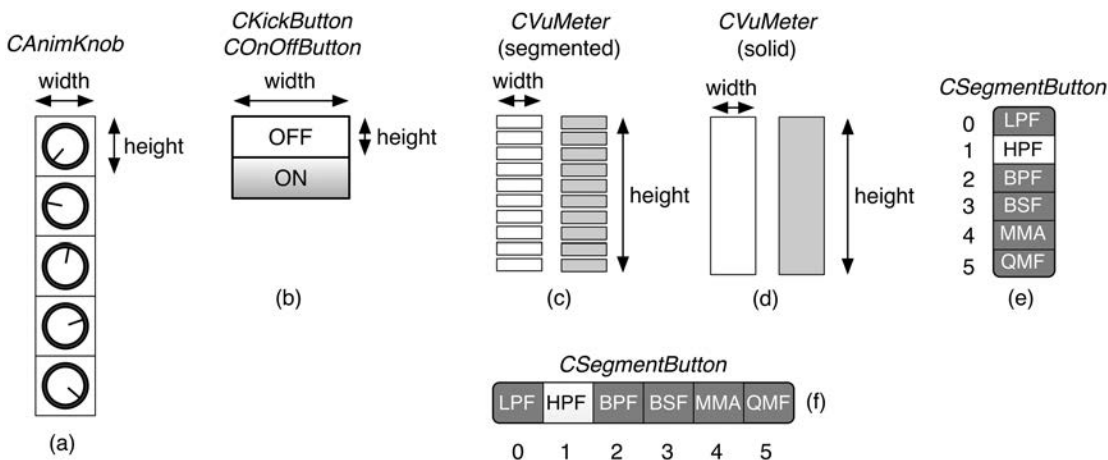 CAnimKnob
width
height
(a)
CKickButton
COnOffButton
width
OFF
ON
height
(b)
CVuMeter
(segmented)
width
height
(c)
CVuMeter
(solid)
width
height
(d)
CSegmentButton
0 LPF
1 HPF
2 BPF
3 BSF
4 MMA
5 QMF
(e)
CSegmentButton
LPF HPF BPF BSF MMA QMF (f)
0 1 2 3 4 5